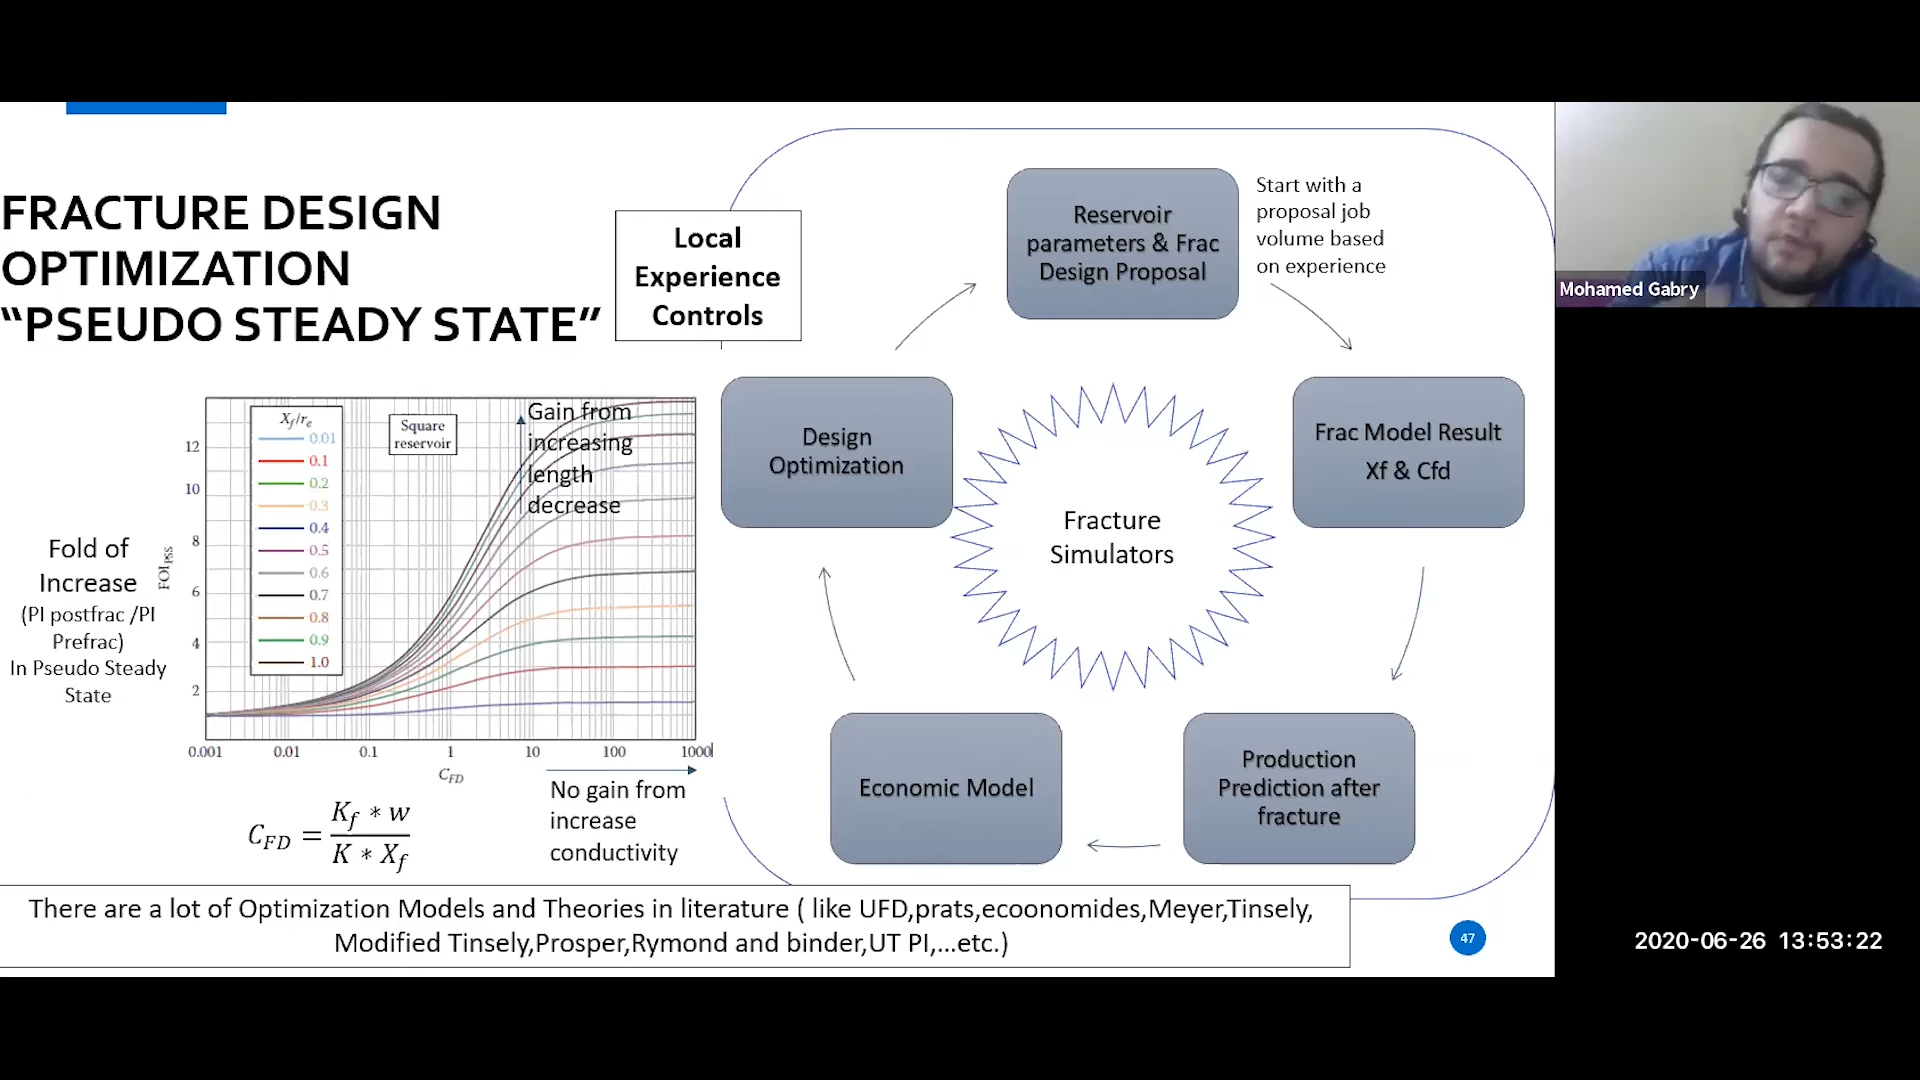 FRACTURE DESIGN
OPTIMIZATION
“PSEUDO STEADY STATE”
Local
Experience
Controls
Reservoir
parameters & Frac
Design Proposal
Start with a
proposal job
volume based
on experience
Mohamed Gabry
Design
Optimization
Frac Model Result
Xf & Cfd
Fracture
Simulators
Economic Model
Production
Prediction after
fracture
Fold of
Increase
(PI postfrac /PI
Prefrac)
In Pseudo Steady
State
FOI_PSS
12
10
8
6
4
2
X_f/r_e
0.01
0.1
0.2
0.3
0.4
0.5
0.6
0.7
0.8
0.9
1.0
Square
reservoir
Gain from
increasing
length
decrease
0.001 0.01 0.1 1 10 100 1000
C_FD
C_FD = K_f * w / K * X_f
No gain from
increase
conductivity
There are a lot of Optimization Models and Theories in literature ( like UFD,prats,ecoonomides,Meyer,Tinsely,
Modified Tinsely,Prosper,Rymond and binder,UT PI,...etc.)
47
2020-06-26 13:53:22